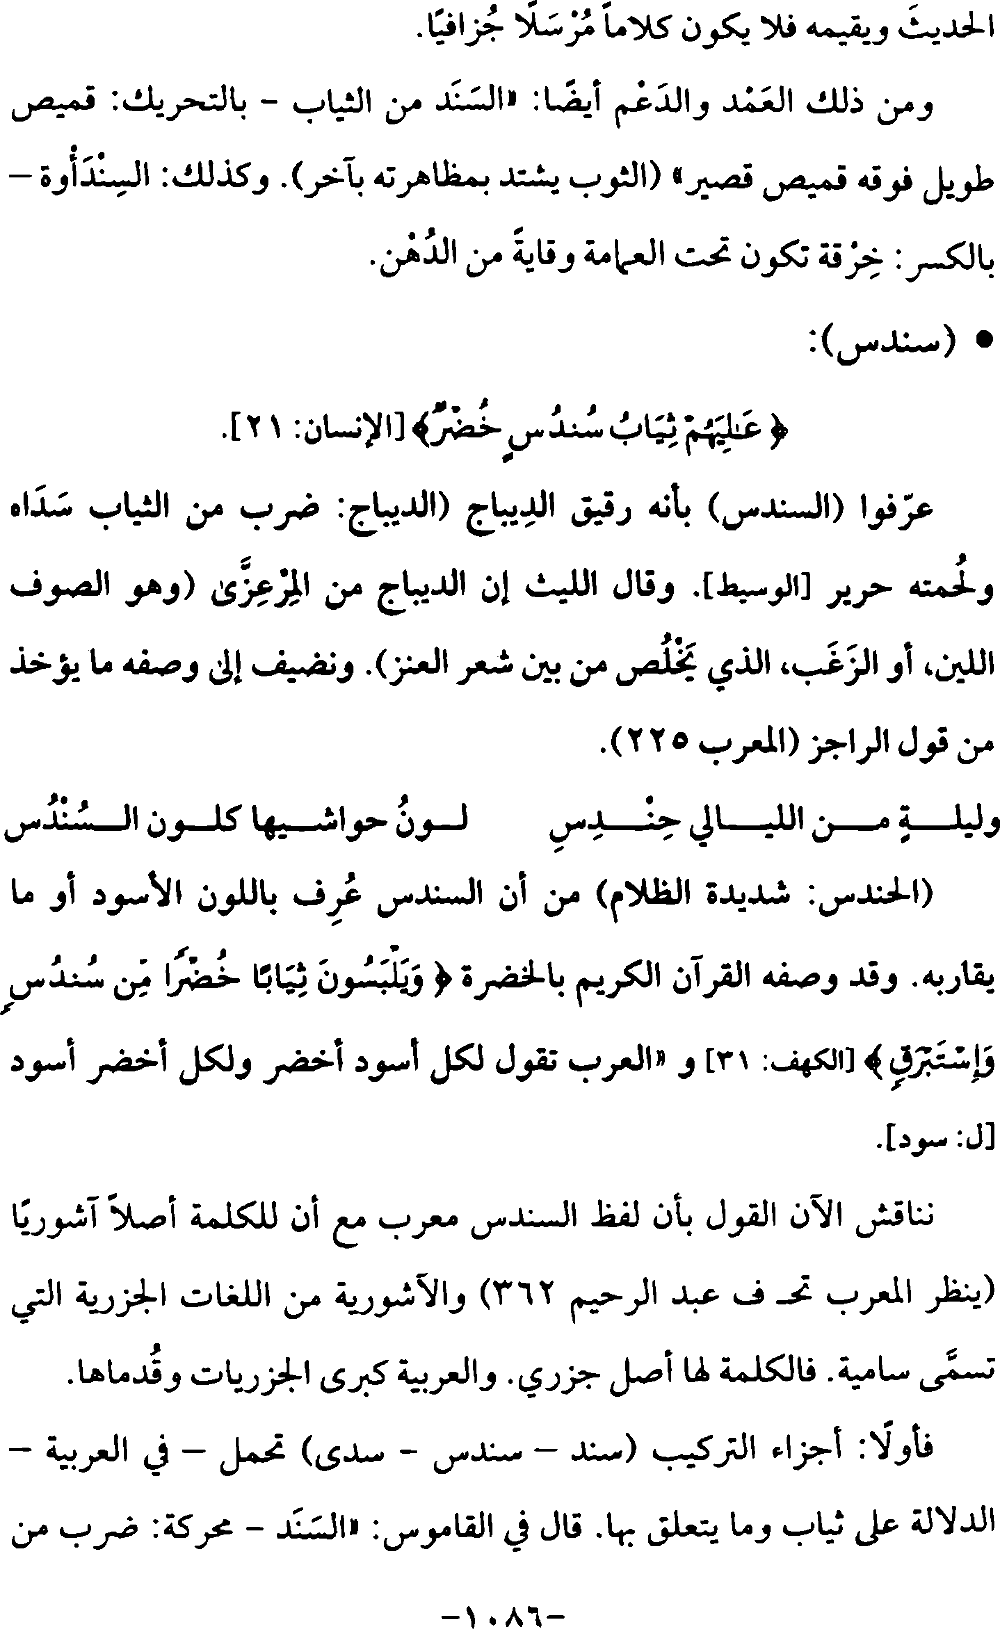 الحديثَ ويقيمه فلا يكون كلاماً مُرْسَلًا جُزافيًا.
ومن ذلك العَمْد والدَعْم أيضًا: «السَنَد من الثياب – بالتحريك: قميص
طويل فوقه قميص قصير» (الثوب يشتد بمظاهرته بآخر). وكذلك: السِنْدَأْوة –
بالكسر: خِرْقة تكون تحت العمامة وقايةً من الدُهْن.
• (سندس):
﴿عَـٰلِيَهُمْ ثِيَابُ سُندُسٍ خُضْرٌ﴾ [الإنسان: ٢١].
عرّفوا (السندس) بأنه رقيق الدِيباج (الديباج: ضرب من الثياب سَدَاه
ولُحمته حرير [الوسيط]. وقال الليث إن الديباج من المِرْعِزَّىٰ (وهو الصوف
اللين، أو الزَغَب، الذي يَخْلُص من بين شعر العنز). ونضيف إلىٰ وصفه ما يؤخذ
من قول الراجز (المعرب ٢٢٥).
وليلــةٍ مــن الليــالي حِنْــدِسِ لــونُ حواشــيها كلــون الــسُنْدُس
(الحندس: شديدة الظلام) من أن السندس عُرِف باللون الأسود أو ما
يقاربه. وقد وصفه القرآن الكريم بالخضرة ﴿وَيَلْبَسُونَ ثِيَابًا خُضْرًا مِّن سُندُسٍ
وَإِسْتَبْرَقٍ﴾ [الكهف: ٣١] و «العرب تقول لكل أسود أخضر ولكل أخضر أسود
[ل: سود].
نناقش الآن القول بأن لفظ السندس معرب مع أن للكلمة أصلاً آشوريًا
(ينظر المعرب تحـ ف عبد الرحيم ٣٦٢) والآشورية من اللغات الجزرية التي
تسمَّى سامية. فالكلمة لها أصل جزري. والعربية كبرى الجزريات وقُدماها.
فأولًا: أجزاء التركيب (سند – سندس – سدى) تحمل – في العربية –
الدلالة على ثياب وما يتعلق بها. قال في القاموس: «السَنَد – محركة: ضرب من
–١٠٨٦–